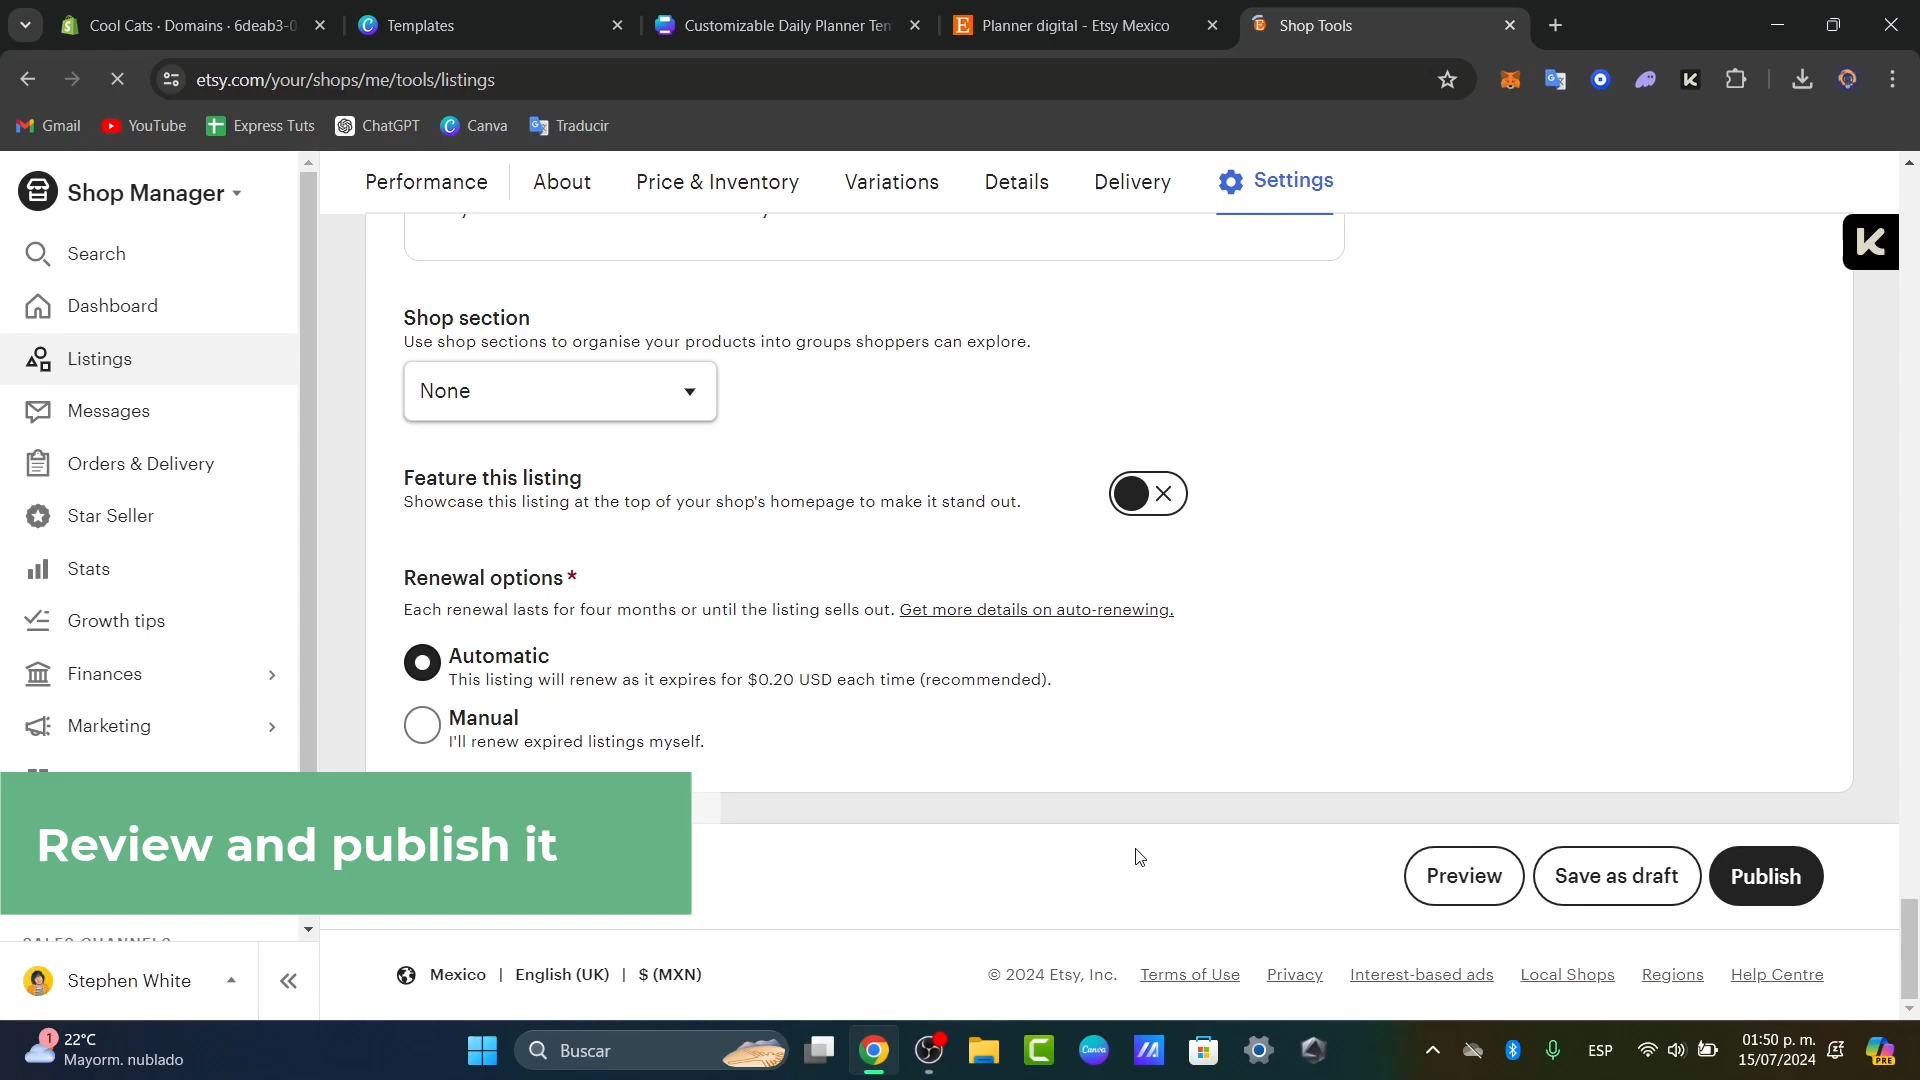 Cool Cats · Domains · 6deab3-0
Templates
Customizable Daily Planner Ten
Planner digital - Etsy Mexico
Shop Tools
etsy.com/your/shops/me/tools/listings
Gmail
YouTube
Express Tuts
ChatGPT
Canva
Traducir
Shop Manager
Search
Dashboard
Listings
Messages
Orders & Delivery
Star Seller
Stats
Growth tips
Finances
Marketing
Stephen White
Performance
About
Price & Inventory
Variations
Details
Delivery
Settings
Shop section
Use shop sections to organise your products into groups shoppers can explore.
None
Feature this listing
Showcase this listing at the top of your shop's homepage to make it stand out.
Renewal options *
Each renewal lasts for four months or until the listing sells out. Get more details on auto-renewing.
Automatic
This listing will renew as it expires for $0.20 USD each time (recommended).
Manual
I'll renew expired listings myself.
Review and publish it
Preview
Save as draft
Publish
Mexico | English (UK) | $ (MXN)
© 2024 Etsy, Inc.
Terms of Use
Privacy
Interest-based ads
Local Shops
Regions
Help Centre
1
22°C
Mayorm. nublado
Buscar
Canva
ESP
01:50 p. m.
15/07/2024
PRE